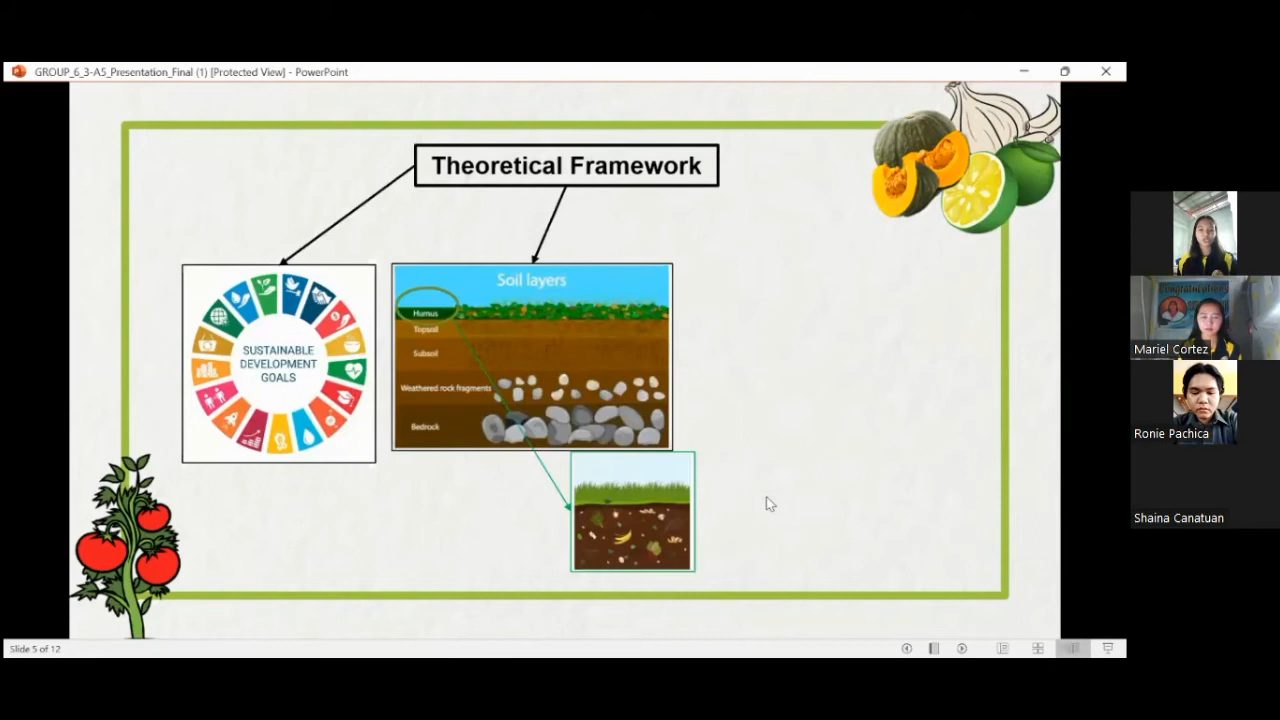 GROUP_6_3-A5_Presentation_Final (1) [Protected View] - PowerPoint
Theoretical Framework
SUSTAINABLE
DEVELOPMENT
GOALS
Soil layers
Humus
Topsoil
Subsoil
Weathered rock fragments
Bedrock
Mariel Cortez
Ronie Pachica
Shaina Canatuan
Slide 5 of 12